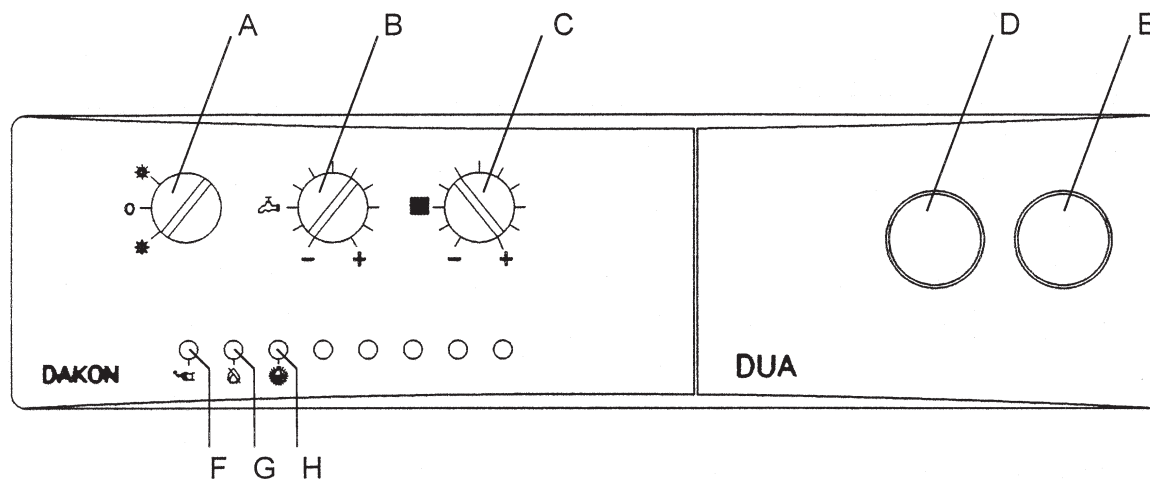 A B C D E
o
- + - +
DAKON
DUA
F G H